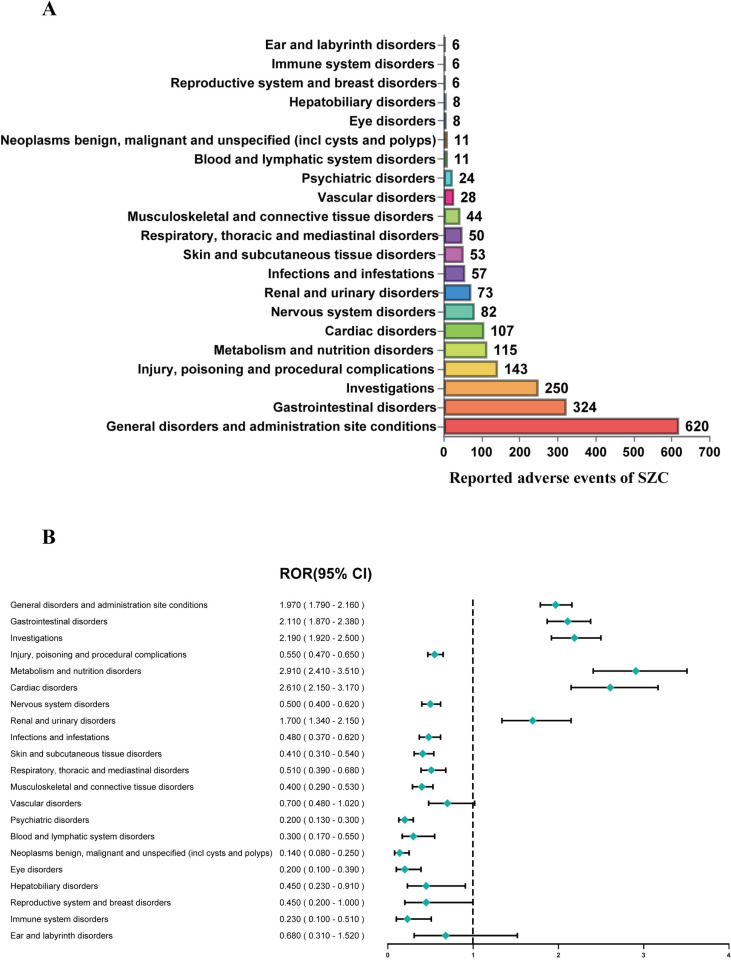 A
Ear and labyrinth disorders 6
Immune system disorders 6
Reproductive system and breast disorders 6
Hepatobiliary disorders 8
Eye disorders 8
Neoplasms benign, malignant and unspecified (incl cysts and polyps) 11
Blood and lymphatic system disorders 11
Psychiatric disorders 24
Vascular disorders 28
Musculoskeletal and connective tissue disorders 44
Respiratory, thoracic and mediastinal disorders 50
Skin and subcutaneous tissue disorders 53
Infections and infestations 57
Renal and urinary disorders 73
Nervous system disorders 82
Cardiac disorders 107
Metabolism and nutrition disorders 115
Injury, poisoning and procedural complications 143
Investigations 250
Gastrointestinal disorders 324
General disorders and administration site conditions 620
0 100 200 300 400 500 600 700
Reported adverse events of SZC
B
ROR(95% CI)
General disorders and administration site conditions 1.970 ( 1.790 - 2.160 )
Gastrointestinal disorders 2.110 ( 1.870 - 2.380 )
Investigations 2.190 ( 1.920 - 2.500 )
Injury, poisoning and procedural complications 0.550 ( 0.470 - 0.650 )
Metabolism and nutrition disorders 2.910 ( 2.410 - 3.510 )
Cardiac disorders 2.610 ( 2.150 - 3.170 )
Nervous system disorders 0.500 ( 0.400 - 0.620 )
Renal and urinary disorders 1.700 ( 1.340 - 2.150 )
Infections and infestations 0.480 ( 0.370 - 0.620 )
Skin and subcutaneous tissue disorders 0.410 ( 0.310 - 0.540 )
Respiratory, thoracic and mediastinal disorders 0.510 ( 0.390 - 0.680 )
Musculoskeletal and connective tissue disorders 0.400 ( 0.290 - 0.530 )
Vascular disorders 0.700 ( 0.480 - 1.020 )
Psychiatric disorders 0.200 ( 0.130 - 0.300 )
Blood and lymphatic system disorders 0.300 ( 0.170 - 0.550 )
Neoplasms benign, malignant and unspecified (incl cysts and polyps) 0.140 ( 0.080 - 0.250 )
Eye disorders 0.200 ( 0.100 - 0.390 )
Hepatobiliary disorders 0.450 ( 0.230 - 0.910 )
Reproductive system and breast disorders 0.450 ( 0.200 - 1.000 )
Immune system disorders 0.230 ( 0.100 - 0.510 )
Ear and labyrinth disorders 0.680 ( 0.310 - 1.520 )
0 1 2 3 4